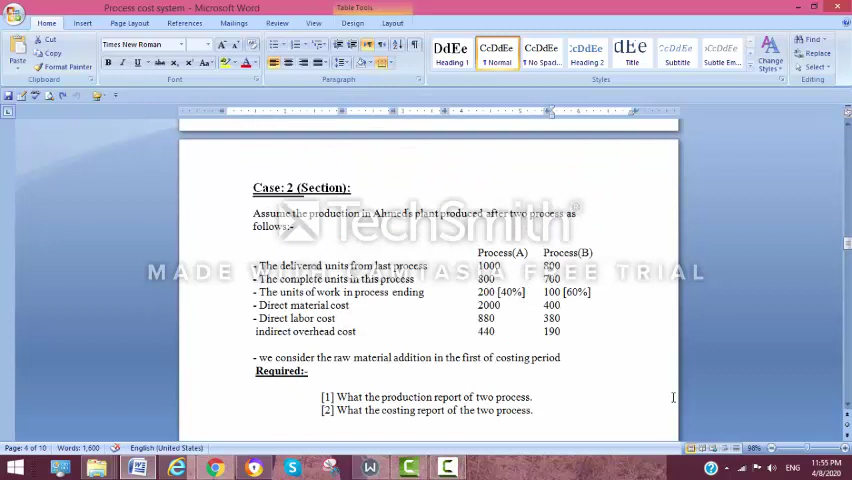 Process cost system - Microsoft Word
Table Tools
Home Insert Page Layout References Mailings Review View Design Layout
Cut
Copy
Format Painter
Paste
Times New Roman
Heading 1 ¶ Normal ¶ No Spaci... Heading 2 Title Subtitle Subtle Em...
Change Styles
Find
Replace
Select
Clipboard Font Paragraph Styles Editing
Case: 2 (Section):
Assume the production in Ahmed's plant produced after two process as
follows:-
TechSmith
Process(A) Process(B)
- The delivered units from last process 1000 800
MADE WITH CAMTASIA FREE TRIAL
- The complete units in this process 800 700
- The units of work in process ending 200 [40%] 100 [60%]
- Direct material cost 2000 400
- Direct labor cost 880 380
indirect overhead cost 440 190
- we consider the raw material addition in the first of costing period
Required:-
[1] What the production report of two process.
[2] What the costing report of the two process.
Page: 4 of 10 Words: 1,600 English (United States) 98%
ENG 11:55 PM
4/8/2020